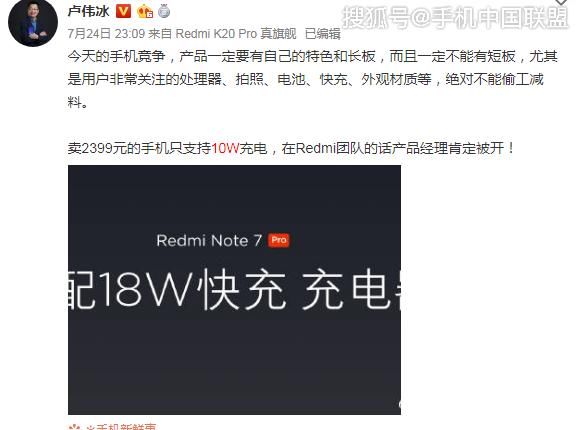 搜狐号@手机中国联盟
卢伟冰
7月24日 23:09 来自 Redmi K20 Pro 真旗舰 已编辑
今天的手机竞争，产品一定要有自己的特色和长板，而且一定不能有短板，尤其
是用户非常关注的处理器、拍照、电池、快充、外观材质等，绝对不能偷工减
料。
卖2399元的手机只支持10W充电，在Redmi团队的话产品经理肯定被开！
Redmi Note 7 Pro
配18W快充 充电器